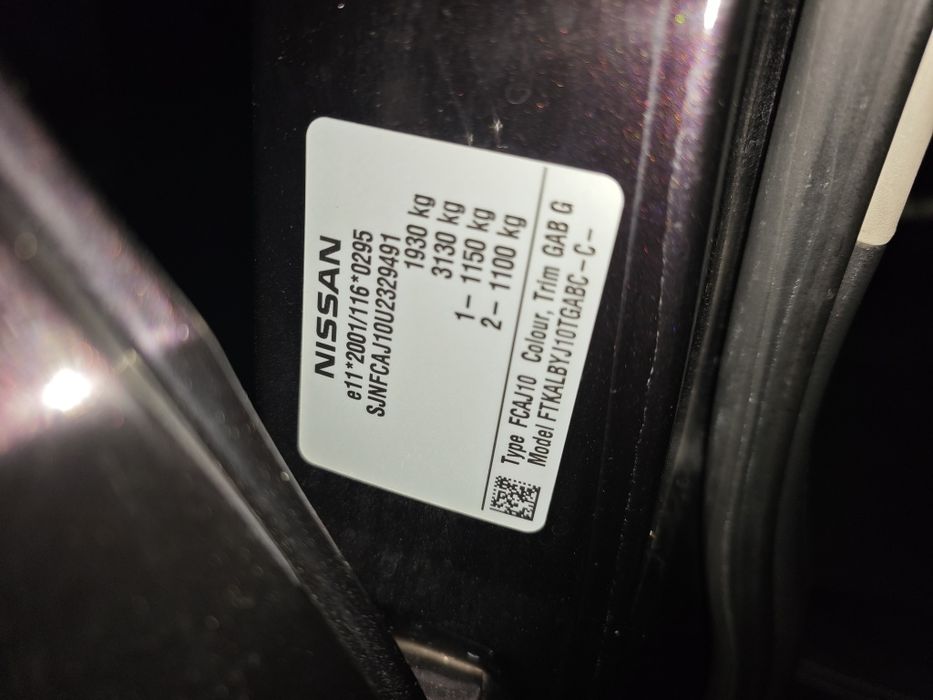 NISSAN
e11*2001/116*0295
SJNFCAJ10U2329491
1930 kg
3130 kg
1– 1150 kg
2– 1100 kg
Type FCAJ10 Colour, Trim GAB G
Model FTKALBYJ10TGABC–C–